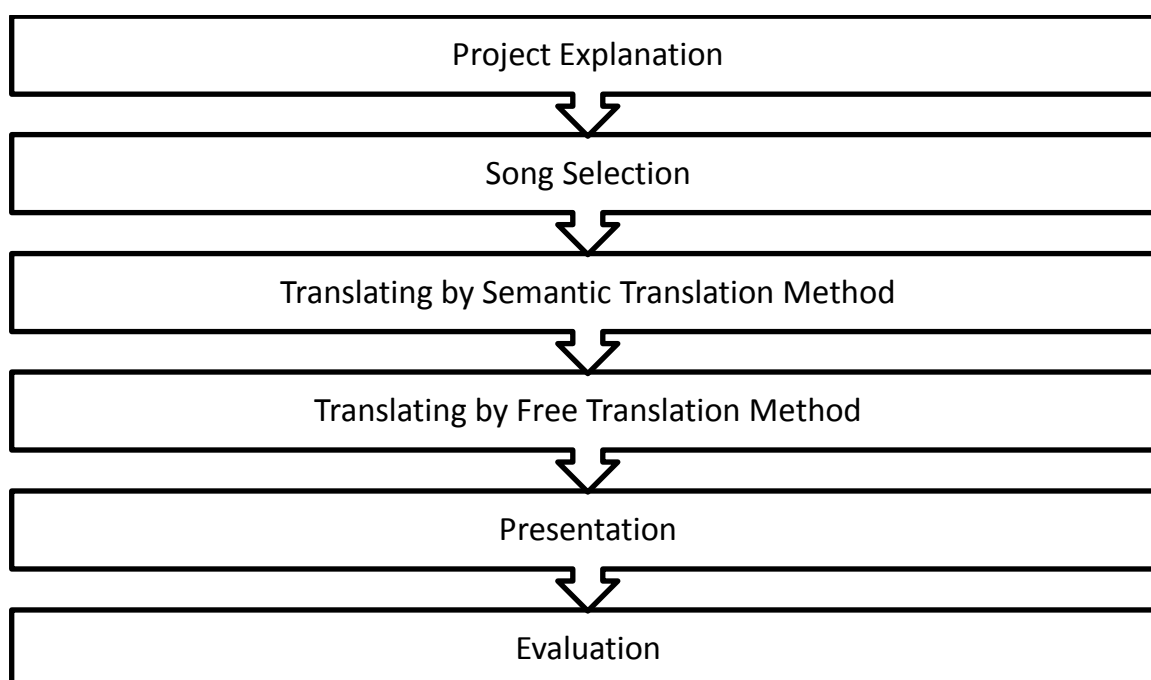 Project Explanation
Song Selection
Translating by Semantic Translation Method
Translating by Free Translation Method
Presentation
Evaluation